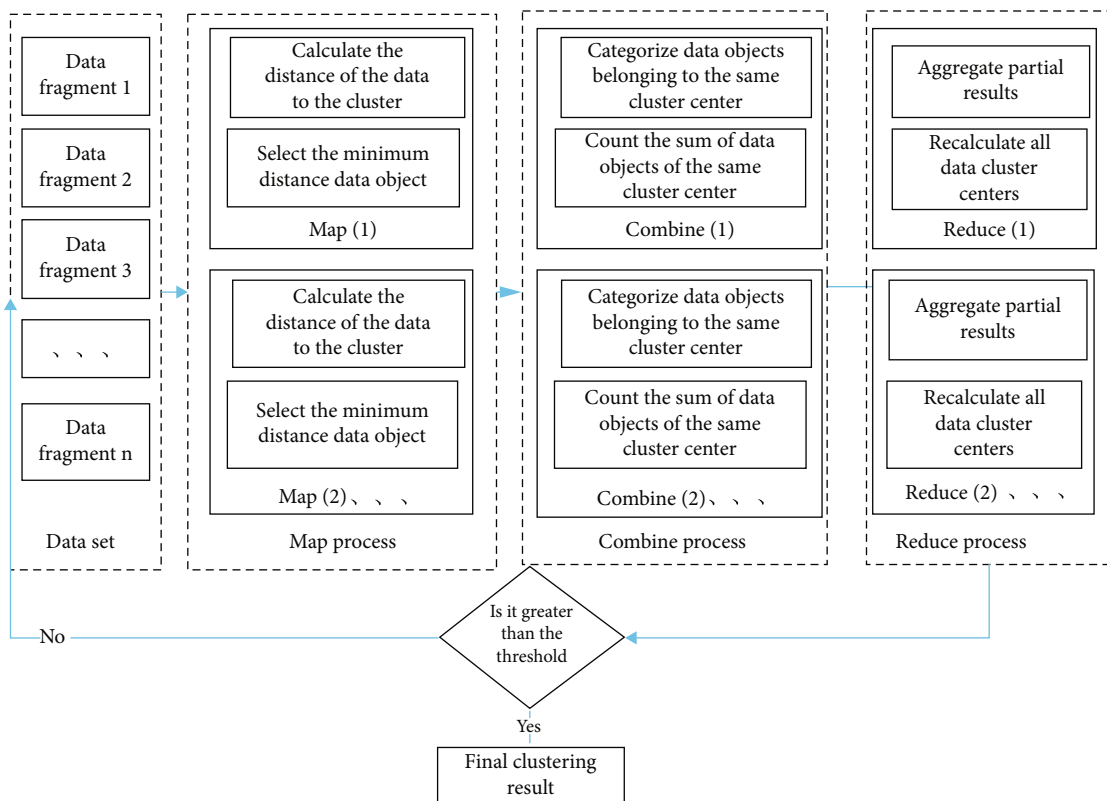 Data
fragment 1
Data
fragment 2
Data
fragment 3
、、、
Data
fragment n
Data set
Calculate the
distance of the data
to the cluster
Select the minimum
distance data object
Map (1)
Calculate the
distance of the data
to the cluster
Select the minimum
distance data object
Map (2)、、、
Map process
Categorize data objects
belonging to the same
cluster center
Count the sum of data
objects of the same
cluster center
Combine (1)
Categorize data objects
belonging to the same
cluster center
Count the sum of data
objects of the same
cluster center
Combine (2)、、、
Combine process
Aggregate partial
results
Recalculate all
data cluster
centers
Reduce (1)
Aggregate partial
results
Recalculate all
data cluster
centers
Reduce (2)、、、
Reduce process
Is it greater
than the
threshold
No
Yes
Final clustering
result